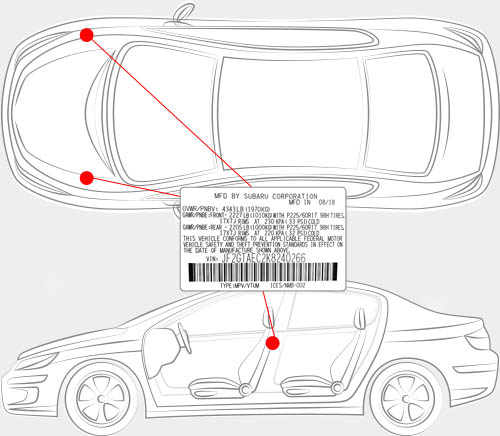 MFD BY SUBARU CORPORATION
MFD IN 08/18
GVWR/PNBV: 4343LB(1970KG)
GAWR/PNBE:FRONT- 2227LB(1010KG)WITH P225/60R17 98H TIRES,
17X7J RIMS AT 230 KPA(33 PSI)COLD
GAWR/PNBE:REAR - 2205LB(1000KG)WITH P225/60R17 98H TIRES,
17X7J RIMS AT 220 KPA(32 PSI)COLD
THIS VEHICLE CONFORMS TO ALL APPLICABLE FEDERAL MOTOR
VEHICLE SAFETY AND THEFT PREVENTION STANDARDS IN EFFECT ON
THE DATE OF MANUFACTURE SHOWN ABOVE.
VIN: JF2GTAEC2K8240266
TYPE:MPV/VTUM ICES/NMB-002